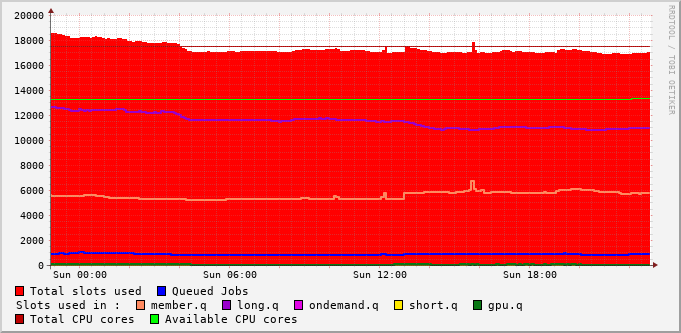 20000
18000
16000
14000
12000
10000
8000
6000
4000
2000
0
Sun 00:00 Sun 06:00 Sun 12:00 Sun 18:00
Total slots used Queued Jobs
Slots used in : member.q long.q ondemand.q short.q gpu.q
Total CPU cores Available CPU cores
RRDTOOL / TOBI OETIKER